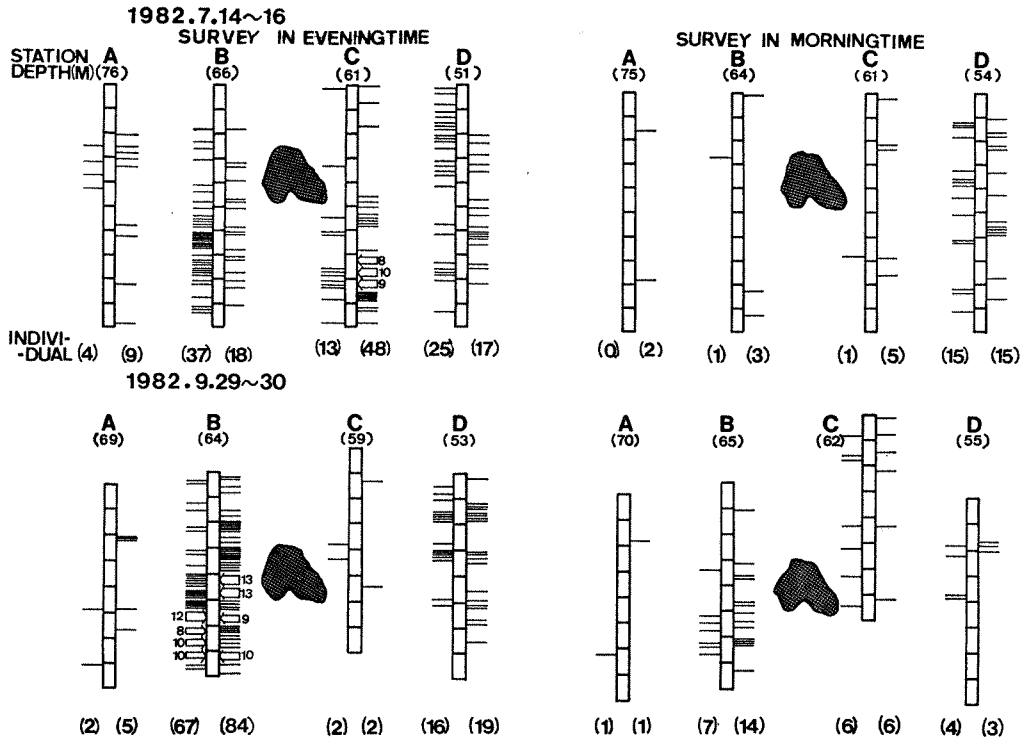 1982.7.14~16
SURVEY IN EVENINGTIME
SURVEY IN MORNINGTIME
STATION A B C D
DEPTH(M) (76) (66) (61) (51)
A B C D
(75) (64) (61) (54)
8
10
9
INDIVI-
-DUAL (4) (9) (37) (18) (13) (48) (25) (17)
(0) (2) (1) (3) (1) (5) (15) (15)
1982.9.29~30
A B C D
(69) (64) (59) (53)
A B C D
(70) (65) (62) (55)
13
13
12 9
8
10
10 10
(2) (5) (67) (84) (2) (2) (16) (19)
(1) (1) (7) (14) (6) (6) (4) (3)